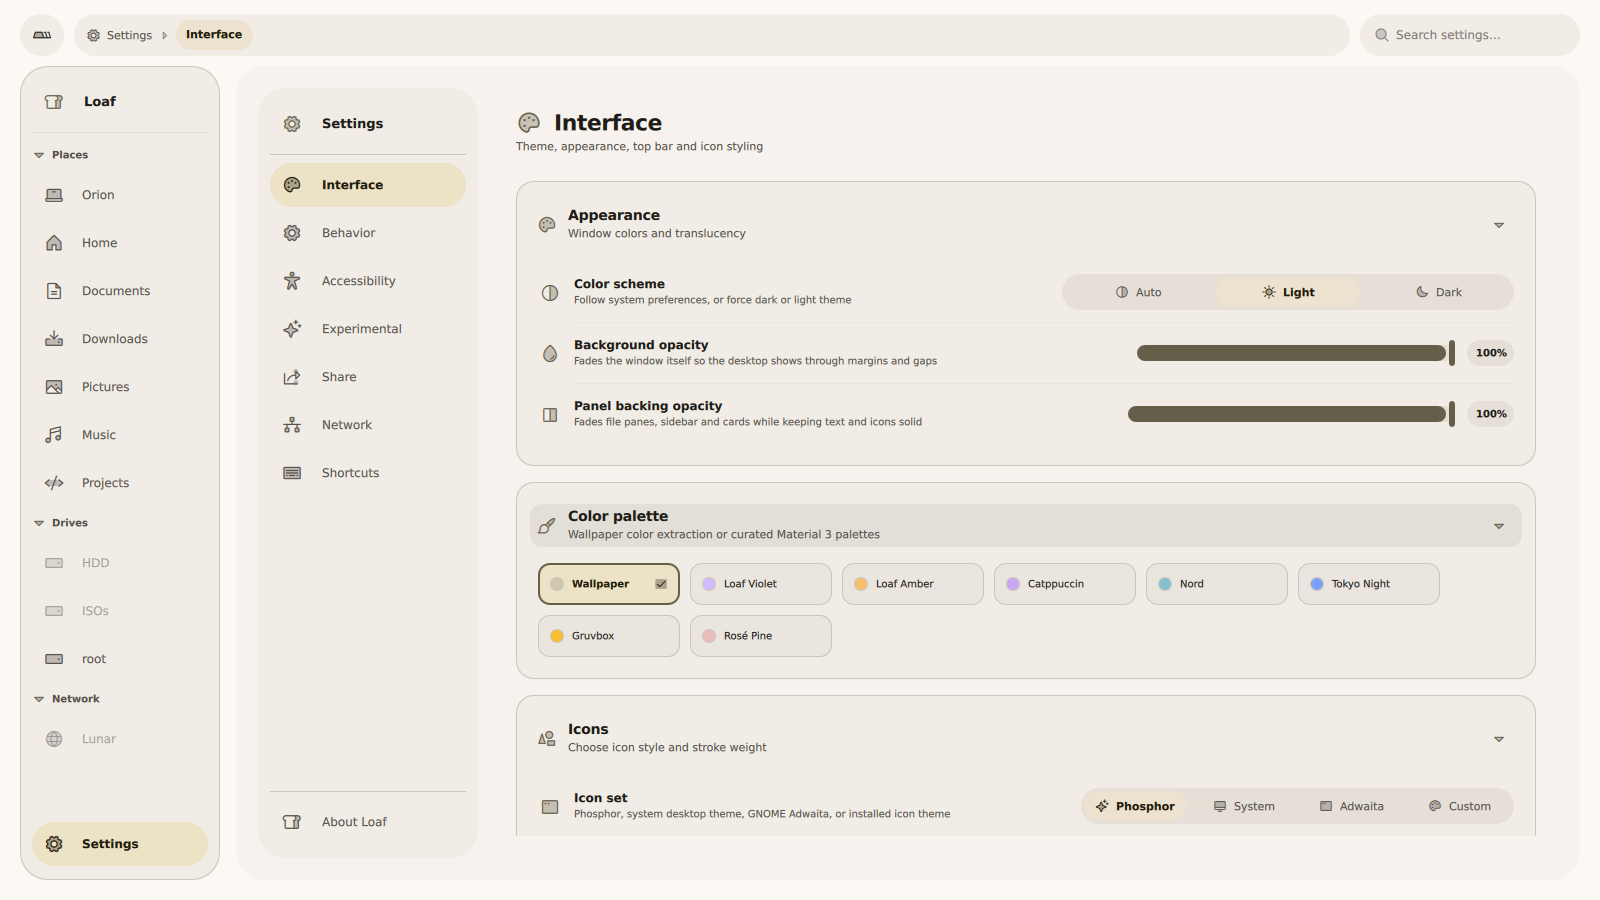 Settings
Interface
Search settings...
Loaf
Places
Orion
Home
Documents
Downloads
Pictures
Music
Projects
Drives
HDD
ISOs
root
Network
Lunar
Settings
Settings
Interface
Behavior
Accessibility
Experimental
Share
Network
Shortcuts
About Loaf
Interface
Theme, appearance, top bar and icon styling
Appearance
Window colors and translucency
Color scheme
Follow system preferences, or force dark or light theme
Auto
Light
Dark
Background opacity
Fades the window itself so the desktop shows through margins and gaps
100%
Panel backing opacity
Fades file panes, sidebar and cards while keeping text and icons solid
100%
Color palette
Wallpaper color extraction or curated Material 3 palettes
Wallpaper
Loaf Violet
Loaf Amber
Catppuccin
Nord
Tokyo Night
Gruvbox
Rosé Pine
Icons
Choose icon style and stroke weight
Icon set
Phosphor, system desktop theme, GNOME Adwaita, or installed icon theme
Phosphor
System
Adwaita
Custom